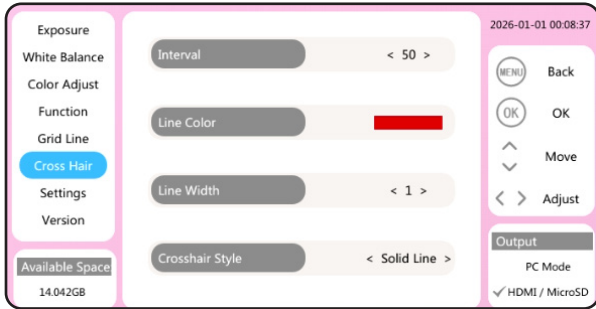 Exposure
White Balance
Color Adjust
Function
Grid Line
Cross Hair
Settings
Version
Available Space
14.042GB
Interval
< 50 >
Line Color
Line Width
< 1 >
Crosshair Style
< Solid Line >
2026-01-01 00:08:37
MENU Back
OK OK
Move
< > Adjust
Output
PC Mode
✓ HDMI / MicroSD